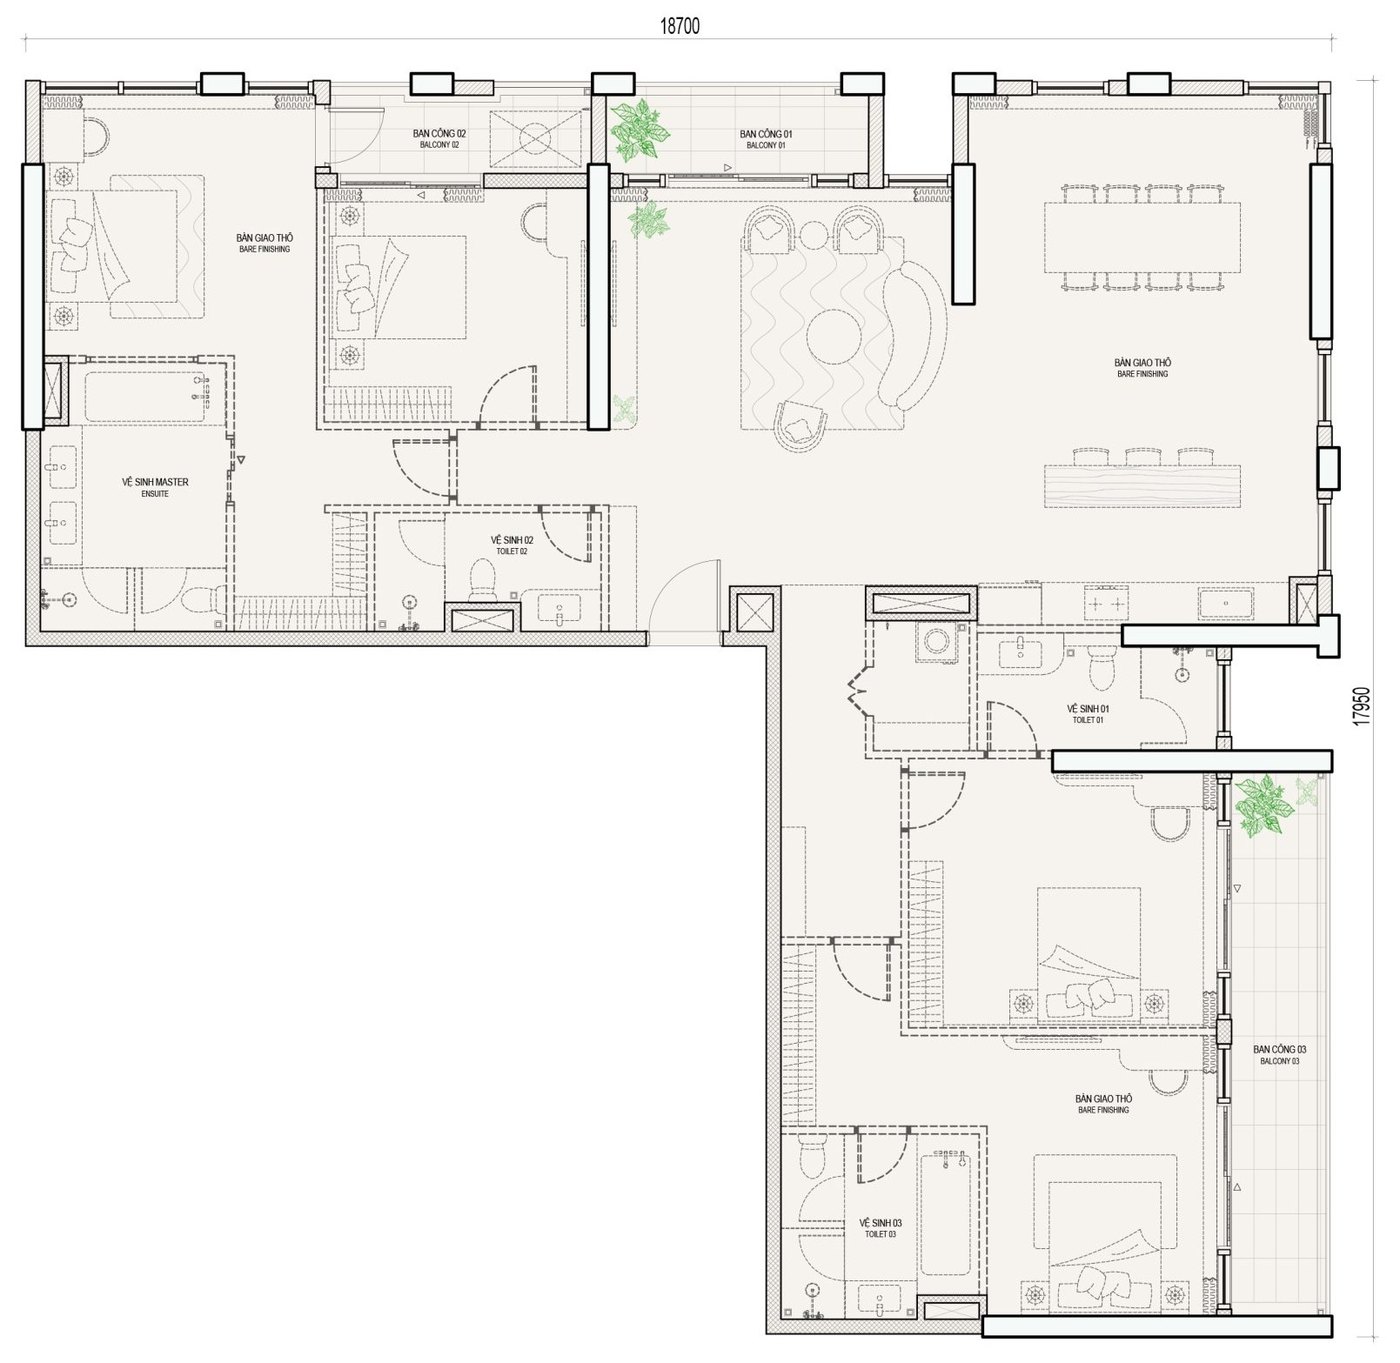 18700
BAN CÔNG 02
BALCONY 02
BAN CÔNG 01
BALCONY 01
BÀN GIAO THÔ
BARE FINISHING
BÀN GIAO THÔ
BARE FINISHING
VỆ SINH MASTER
ENSUITE
VỆ SINH 02
TOILET 02
17950
VỆ SINH 01
TOILET 01
BAN CÔNG 03
BALCONY 03
BÀN GIAO THÔ
BARE FINISHING
VỆ SINH 03
TOILET 03